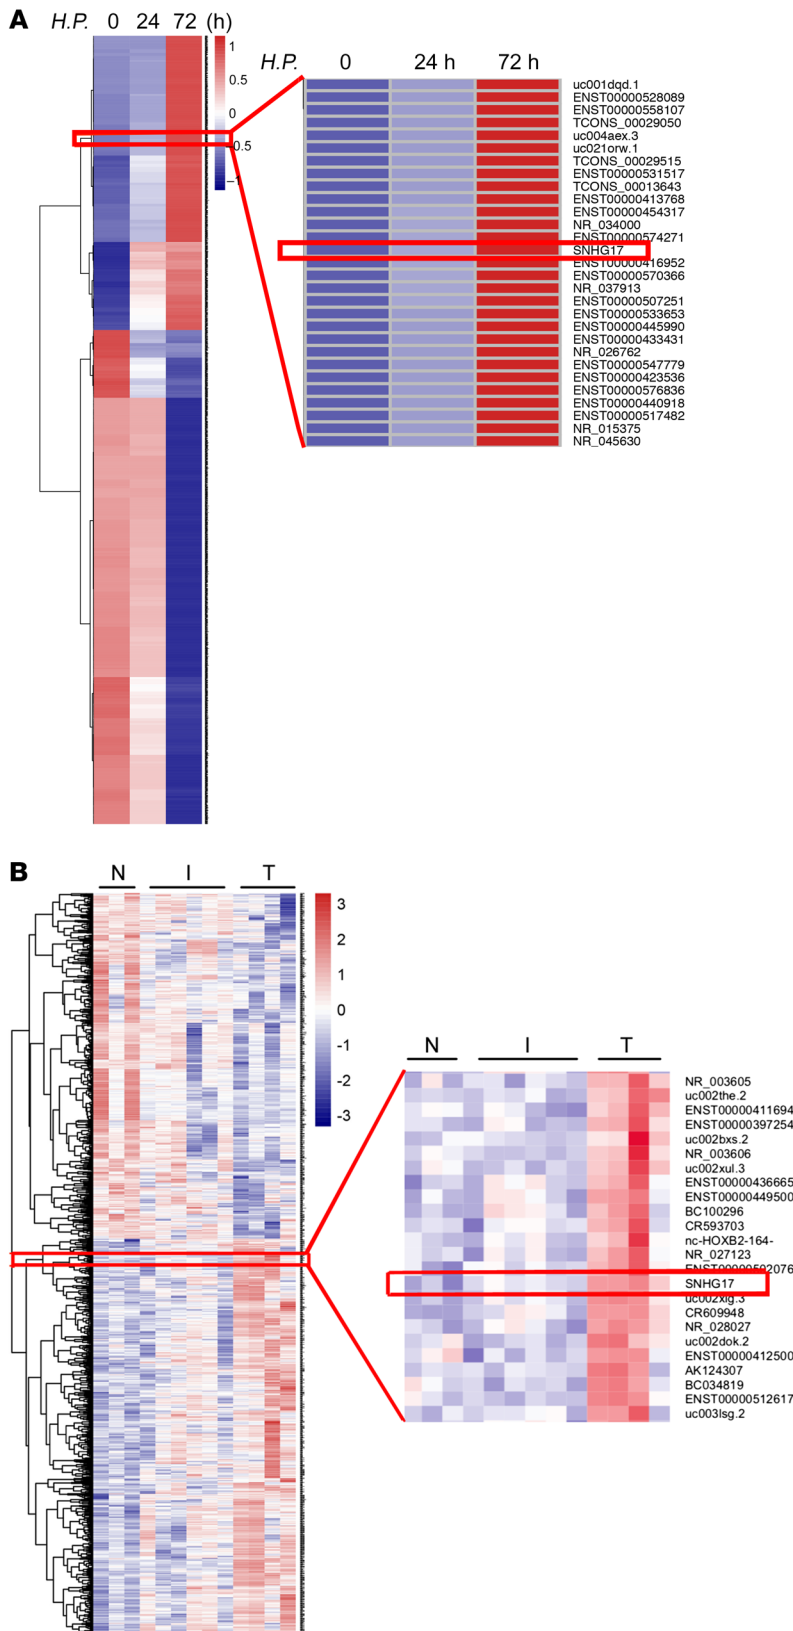 A
H.P. 0 24 72 (h)
1
0.5
0
-0.5
-1
H.P. 0 24 h 72 h
uc001dqd.1
ENST00000528089
ENST00000558107
TCONS_00029050
uc004aex.3
uc021orw.1
TCONS_00029515
ENST00000531517
TCONS_00013643
ENST00000413768
ENST00000454317
NR_034000
ENST00000574271
SNHG17
ENST00000416952
ENST00000570366
NR_037913
ENST00000507251
ENST00000533653
ENST00000445990
ENST00000433431
NR_026762
ENST00000547779
ENST00000423536
ENST00000576836
ENST00000440918
ENST00000517482
NR_015375
NR_045630
B
N I T
3
2
1
0
-1
-2
-3
N I T
NR_003605
uc002the.2
ENST00000411694
ENST00000397254
uc002bxs.2
NR_003606
uc002xul.3
ENST00000436665
ENST00000449500
BC100296
CR593703
nc-HOXB2-164-
NR_027123
ENST00000502076
SNHG17
uc002xlg.3
CR609948
NR_028027
uc002dok.2
ENST00000412500
AK124307
BC034819
ENST00000512617
uc003lsg.2